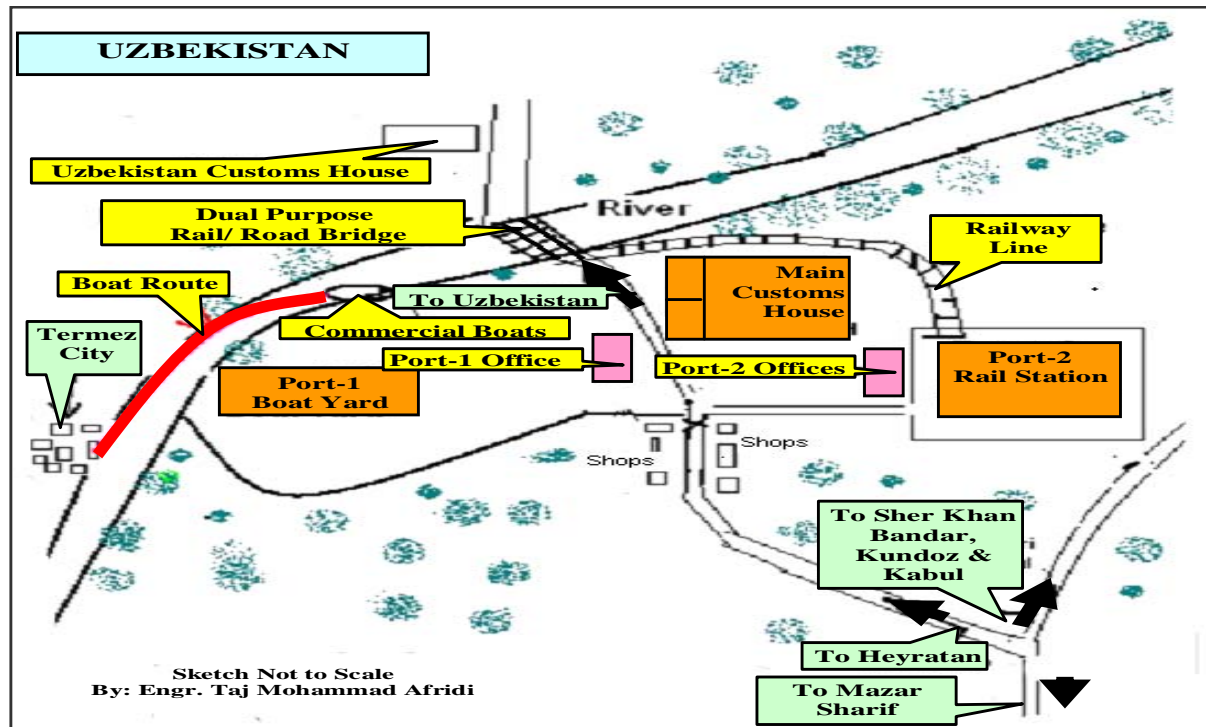 UZBEKISTAN
Uzbekistan Customs House
Dual Purpose
Rail/ Road Bridge
River
Railway
Line
Boat Route
To Uzbekistan
Main
Customs
House
Commercial Boats
Termez
City
Port-1 Office
Port-2 Offices
Port-1
Boat Yard
Port-2
Rail Station
Shops
Shops
To Sher Khan
Bandar,
Kundoz &
Kabul
To Heyratan
To Mazar
Sharif
Sketch Not to Scale
By: Engr. Taj Mohammad Afridi